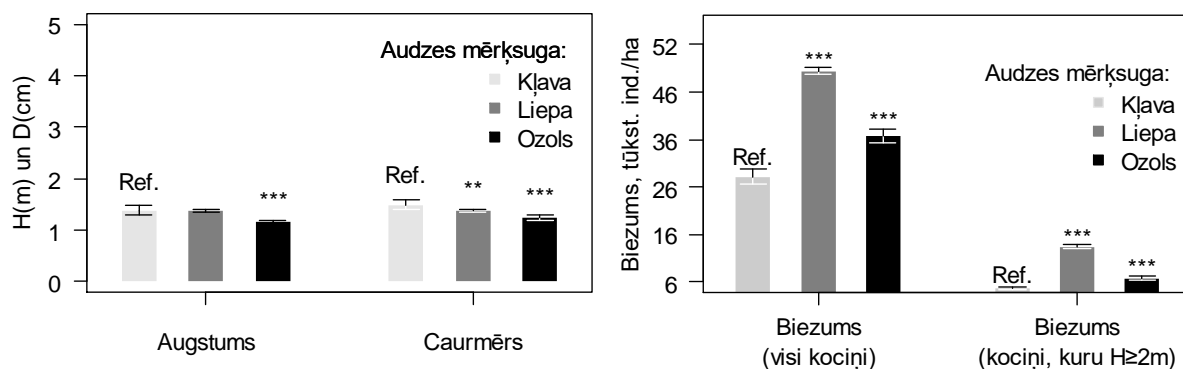 H(m) un D(cm)
5
4
3
2
1
0
Audzes mērķsuga:
Kļava
Liepa
Ozols
Ref.
***
Ref.
**
***
Augstums
Caurmērs
Biezums, tūkst. ind./ha
52
46
36
26
16
6
Audzes mērķsuga:
Kļava
Liepa
Ozols
Ref.
***
***
Ref.
***
***
Biezums
(visi kociņi)
Biezums
(kociņi, kuru H≥2m)